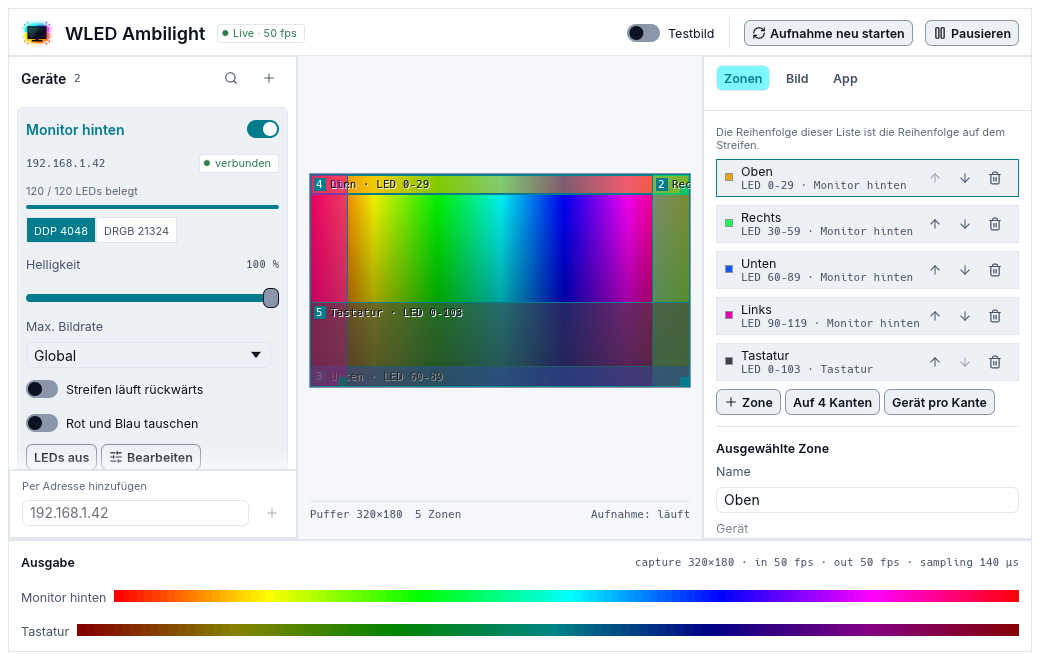 WLED Ambilight
Live · 50 fps
Testbild
Aufnahme neu starten
Pausieren
Geräte 2
Monitor hinten
192.168.1.42
verbunden
120 / 120 LEDs belegt
DDP 4048
DRGB 21324
Helligkeit
100 %
Max. Bildrate
Global
Streifen läuft rückwärts
Rot und Blau tauschen
LEDs aus
Bearbeiten
Per Adresse hinzufügen
192.168.1.42
4
· LED 0-29
2 Rec
5 Tastatur · LED 0-103
3 Unten · LED 60-89
Puffer 320×180 5 Zonen
Aufnahme: läuft
Zonen
Bild
App
Die Reihenfolge dieser Liste ist die Reihenfolge auf dem
Streifen.
Oben
LED 0-29 · Monitor hinten
Rechts
LED 30-59 · Monitor hinten
Unten
LED 60-89 · Monitor hinten
Links
LED 90-119 · Monitor hinten
Tastatur
LED 0-103 · Tastatur
Zone
Auf 4 Kanten
Gerät pro Kante
Ausgewählte Zone
Name
Oben
Gerät
Ausgabe
capture 320×180 · in 50 fps · out 50 fps · sampling 140 µs
Monitor hinten
Tastatur